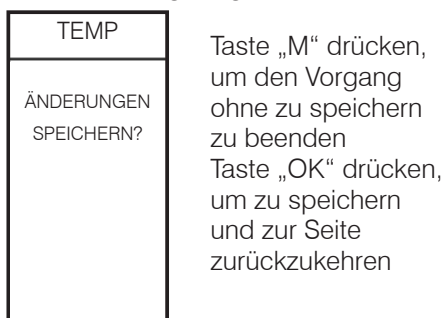 TEMP
ÄNDERUNGEN
SPEICHERN?
Taste „M“ drücken,
um den Vorgang
ohne zu speichern
zu beenden
Taste „OK“ drücken,
um zu speichern
und zur Seite
zurückzukehren